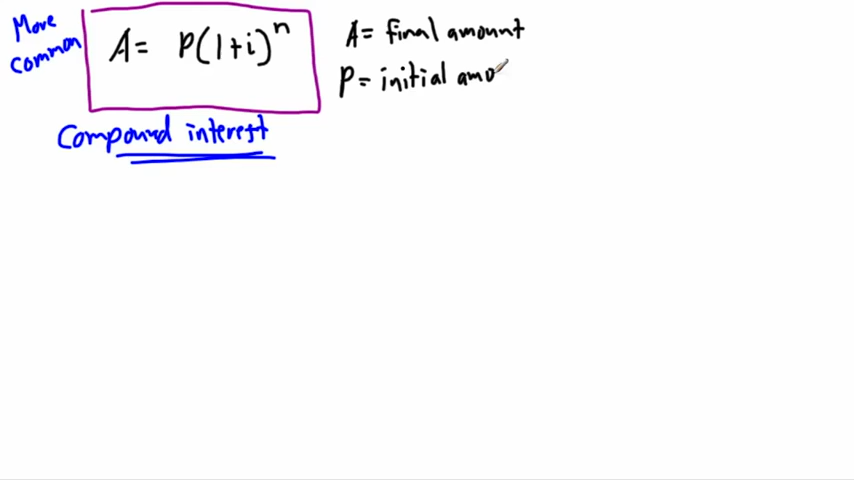 More common
A = P(1+i)^n
A = final amount
P = initial amo
Compound interest